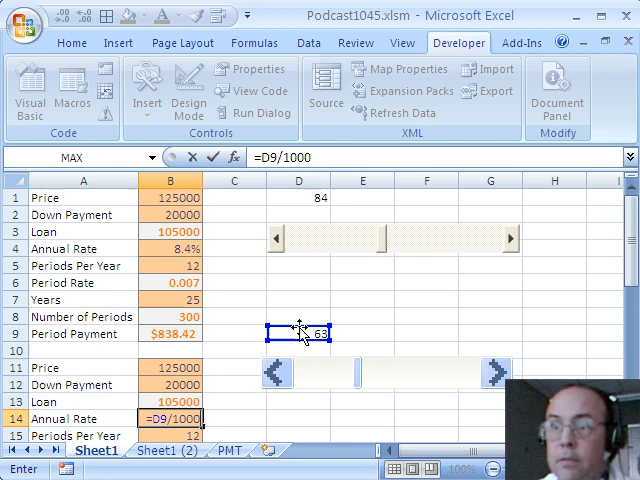 Podcast1045.xlsm - Microsoft Excel
Home Insert Page Layout Formulas Data Review View Developer Add-Ins
Visual Basic Macros Code
Insert Design Mode Properties View Code Run Dialog Controls
Source Map Properties Expansion Packs Refresh Data Import Export XML
Document Panel Modify
MAX fx =D9/1000
A B C D E F G H I
1 Price 125000 84
2 Down Payment 20000
3 Loan 105000
4 Annual Rate 8.4%
5 Periods Per Year 12
6 Period Rate 0.007
7 Years 25
8 Number of Periods 300
9 Period Payment $838.42 63
10
11 Price 125000
12 Down Payment 20000
13 Loan 105000
14 Annual Rate =D9/1000
15 Periods Per Year 12
Sheet1 Sheet1 (2) PMT
Enter 100%